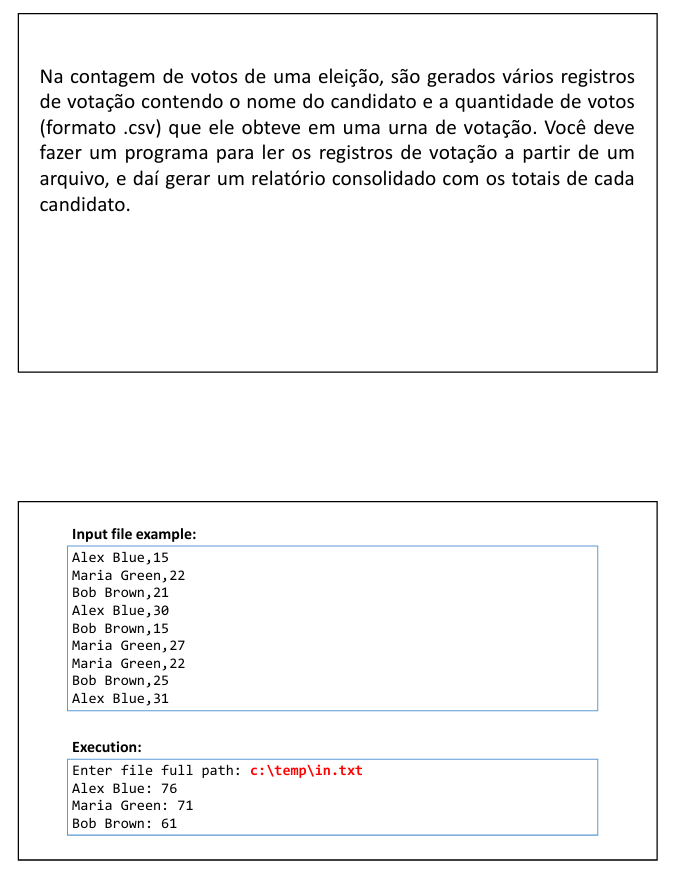 Na contagem de votos de uma eleição, são gerados vários registros
de votação contendo o nome do candidato e a quantidade de votos
(formato .csv) que ele obteve em uma urna de votação. Você deve
fazer um programa para ler os registros de votação a partir de um
arquivo, e daí gerar um relatório consolidado com os totais de cada
candidato.
Input file example:
Alex Blue,15
Maria Green,22
Bob Brown,21
Alex Blue,30
Bob Brown,15
Maria Green,27
Maria Green,22
Bob Brown,25
Alex Blue,31
Execution:
Enter file full path: c:\temp\in.txt
Alex Blue: 76
Maria Green: 71
Bob Brown: 61